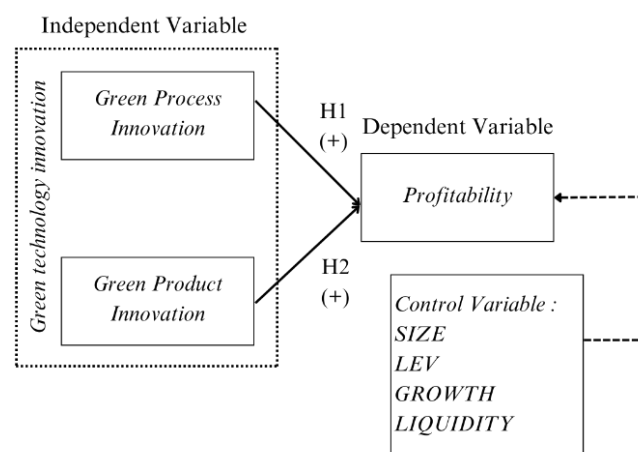 Independent Variable
Green technology innovation
Green Process
Innovation
H1
(+)
Dependent Variable
Profitability
Green Product
Innovation
H2
(+)
Control Variable :
SIZE
LEV
GROWTH
LIQUIDITY